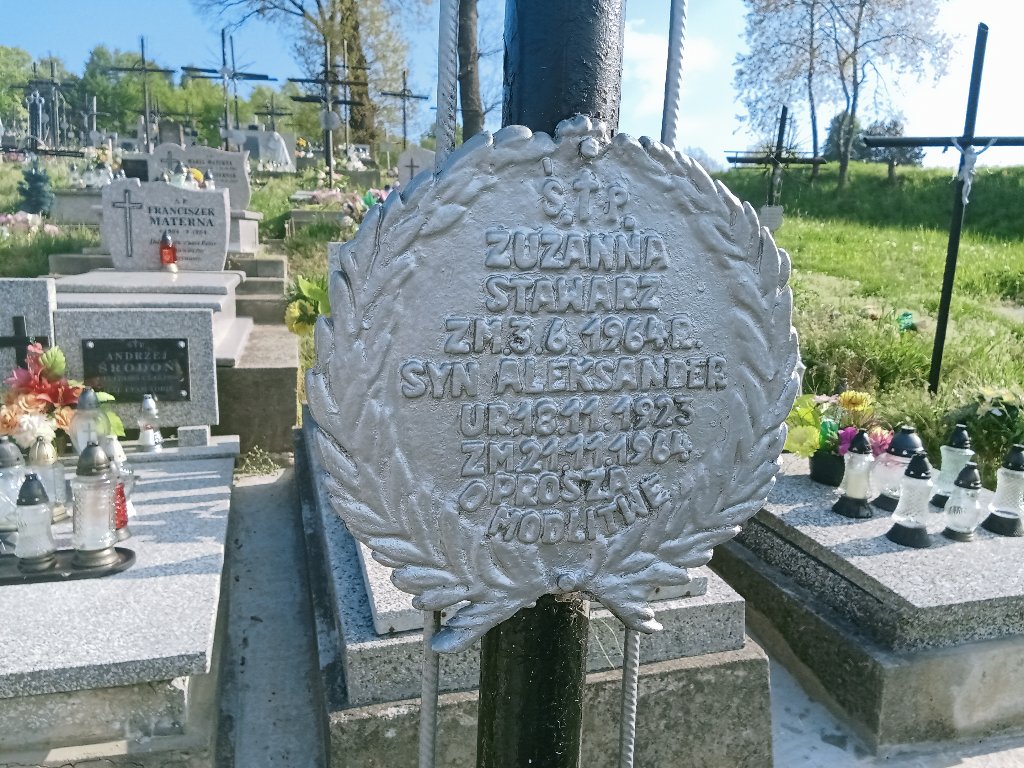 Ś.†P.
ZUZANNA
STAWARZ
ZM.3.6.1964R.
SYN ALEKSANDER
UR.18.11.1923
ZM.21.11.1964.
O PROSZĄ
MODLITWĘ
FRANCISZEK
MATERNA
Ś.†P.
ANDRZEJ
ŚROJOŃ